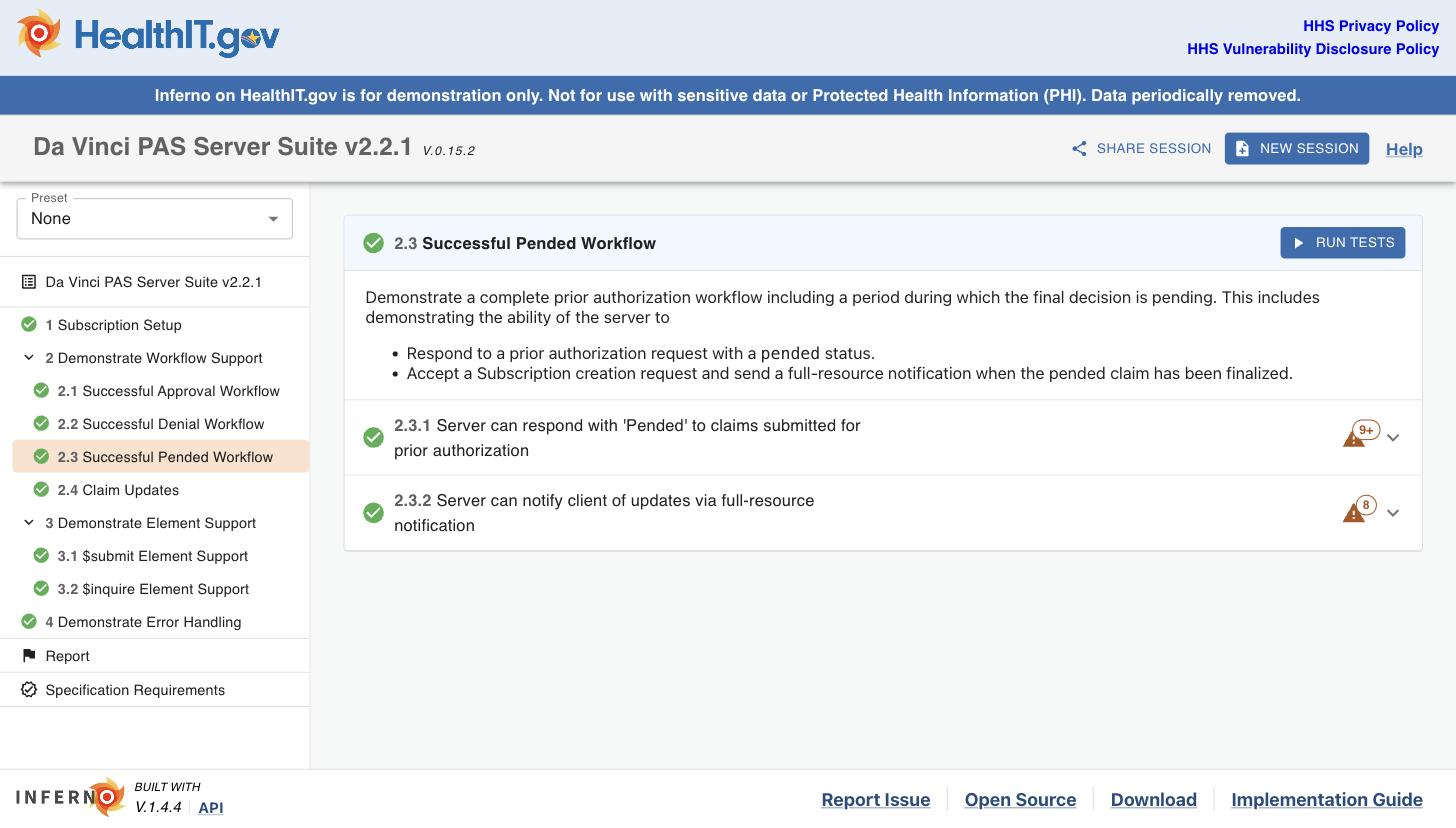 HealthIT.gov
HHS Privacy Policy
HHS Vulnerability Disclosure Policy
Inferno on HealthIT.gov is for demonstration only. Not for use with sensitive data or Protected Health Information (PHI). Data periodically removed.
Da Vinci PAS Server Suite v2.2.1 V.0.15.2
SHARE SESSION
NEW SESSION
Help
Preset
None
Da Vinci PAS Server Suite v2.2.1
1 Subscription Setup
2 Demonstrate Workflow Support
2.1 Successful Approval Workflow
2.2 Successful Denial Workflow
2.3 Successful Pended Workflow
2.4 Claim Updates
3 Demonstrate Element Support
3.1 $submit Element Support
3.2 $inquire Element Support
4 Demonstrate Error Handling
Report
Specification Requirements
2.3 Successful Pended Workflow
RUN TESTS
Demonstrate a complete prior authorization workflow including a period during which the final decision is pending. This includes
demonstrating the ability of the server to
• Respond to a prior authorization request with a pended status.
• Accept a Subscription creation request and send a full-resource notification when the pended claim has been finalized.
2.3.1 Server can respond with 'Pended' to claims submitted for
prior authorization
9+
2.3.2 Server can notify client of updates via full-resource
notification
8
INFERNO
BUILT WITH
V.1.4.4
API
Report Issue
Open Source
Download
Implementation Guide